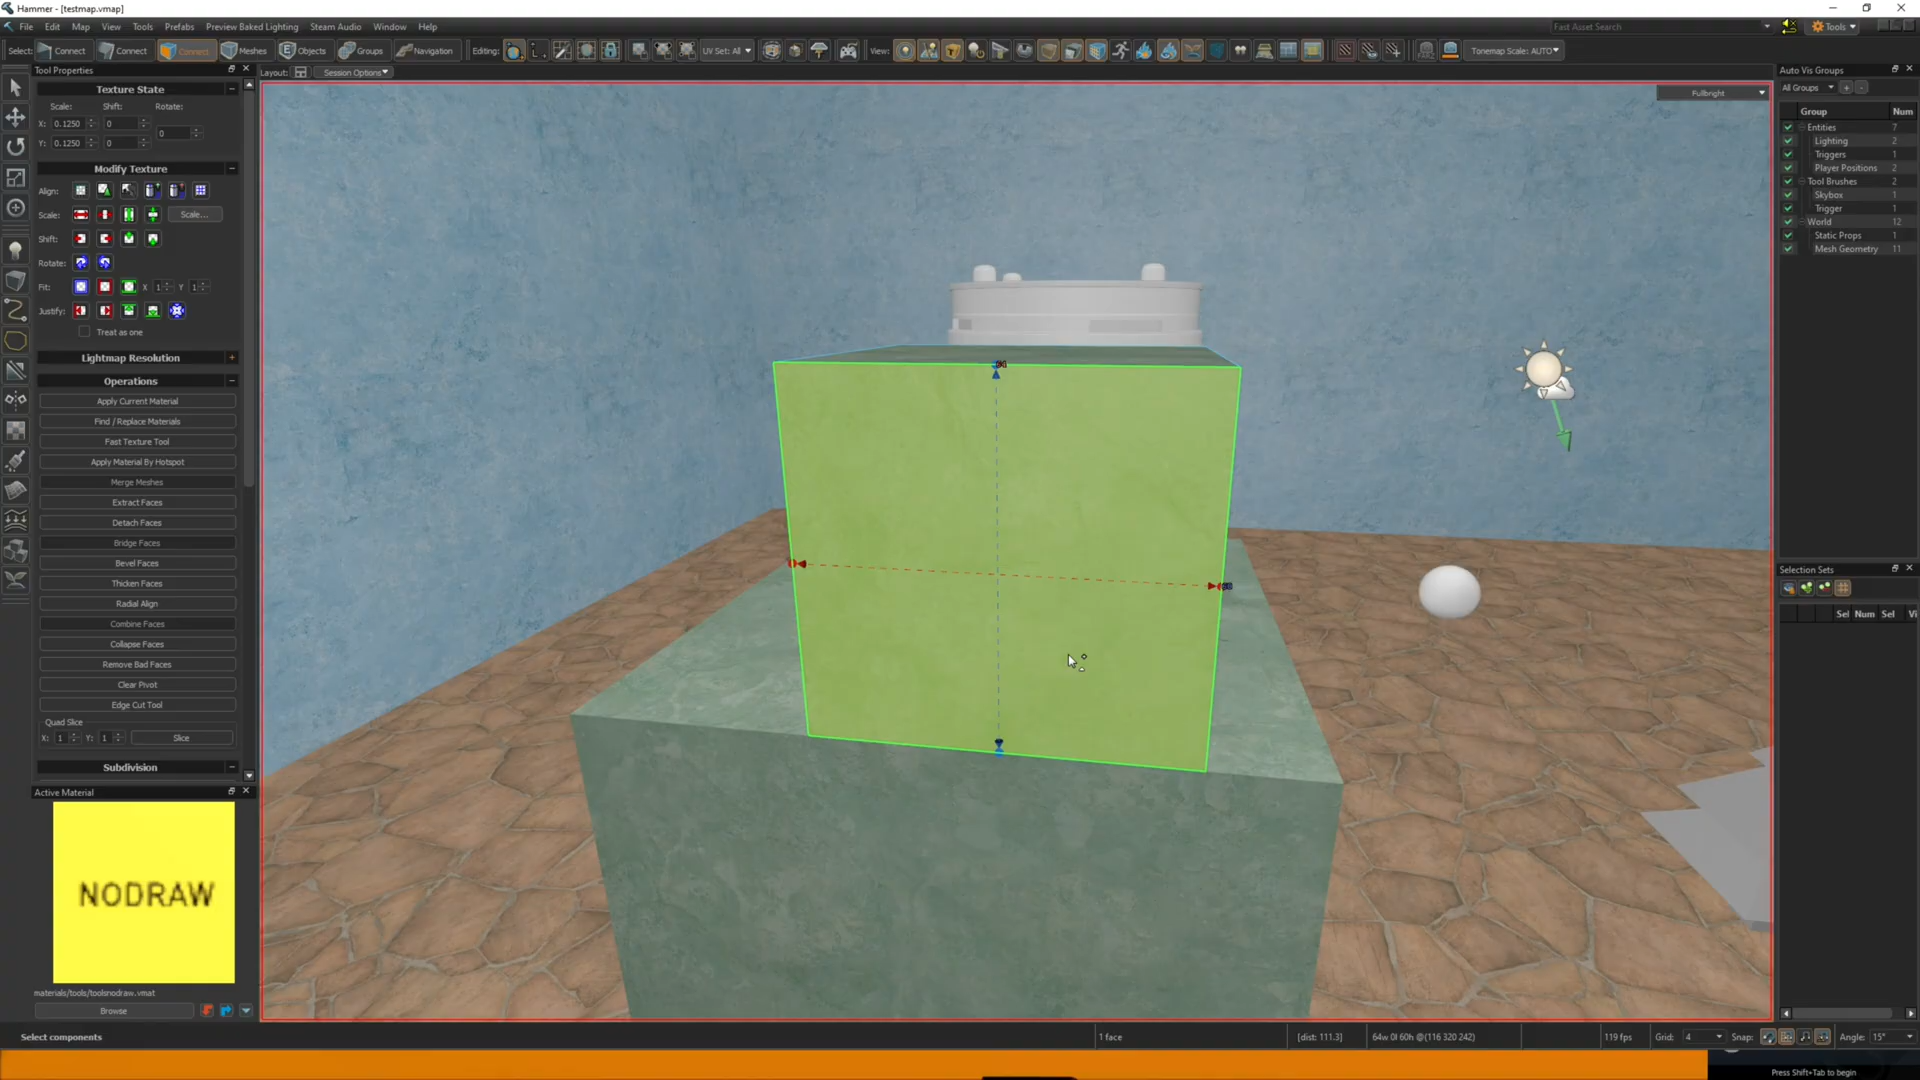 Hammer - [testmap.vmap]
File Edit Map View Tools Prefabs Preview Baked Lighting Steam Audio Window Help
Fast Asset Search
Tools
Select: Connect Connect Connect Meshes Objects Groups Navigation Editing: UV Set: All View: Tonemap Scale: AUTO
Tool Properties
Layout: Session Options
Fullbright
Texture State
Scale: Shift: Rotate:
X: 0.1250 0
0
Y: 0.1250 0
Modify Texture
Align:
Scale: Scale...
Shift:
Rotate:
Fit: X 1 Y 1
Justify:
Treat as one
Lightmap Resolution
Operations
Apply Current Material
Find / Replace Materials
Fast Texture Tool
Apply Material By Hotspot
Merge Meshes
Extract Faces
Detach Faces
Bridge Faces
Bevel Faces
Thicken Faces
Radial Align
Combine Faces
Collapse Faces
Remove Bad Faces
Clear Pivot
Edge Cut Tool
Quad Slice
X: 1 Y: 1 Slice
Subdivision
Active Material
NODRAW
materials/tools/toolsnodraw.vmat
Browse
Auto Vis Groups
All Groups + -
Group Num
Entities 7
Lighting 2
Triggers 1
Player Positions 2
Tool Brushes 2
Skybox 1
Trigger 1
World 12
Static Props 1
Mesh Geometry 11
Selection Sets
Sel Num Sel Vi
Select components
1 face
[dist: 111.3]
64w 0l 60h @(116 320 242)
119 fps
Grid: 4
Snap:
Angle: 15°
Press Shift+Tab to begin